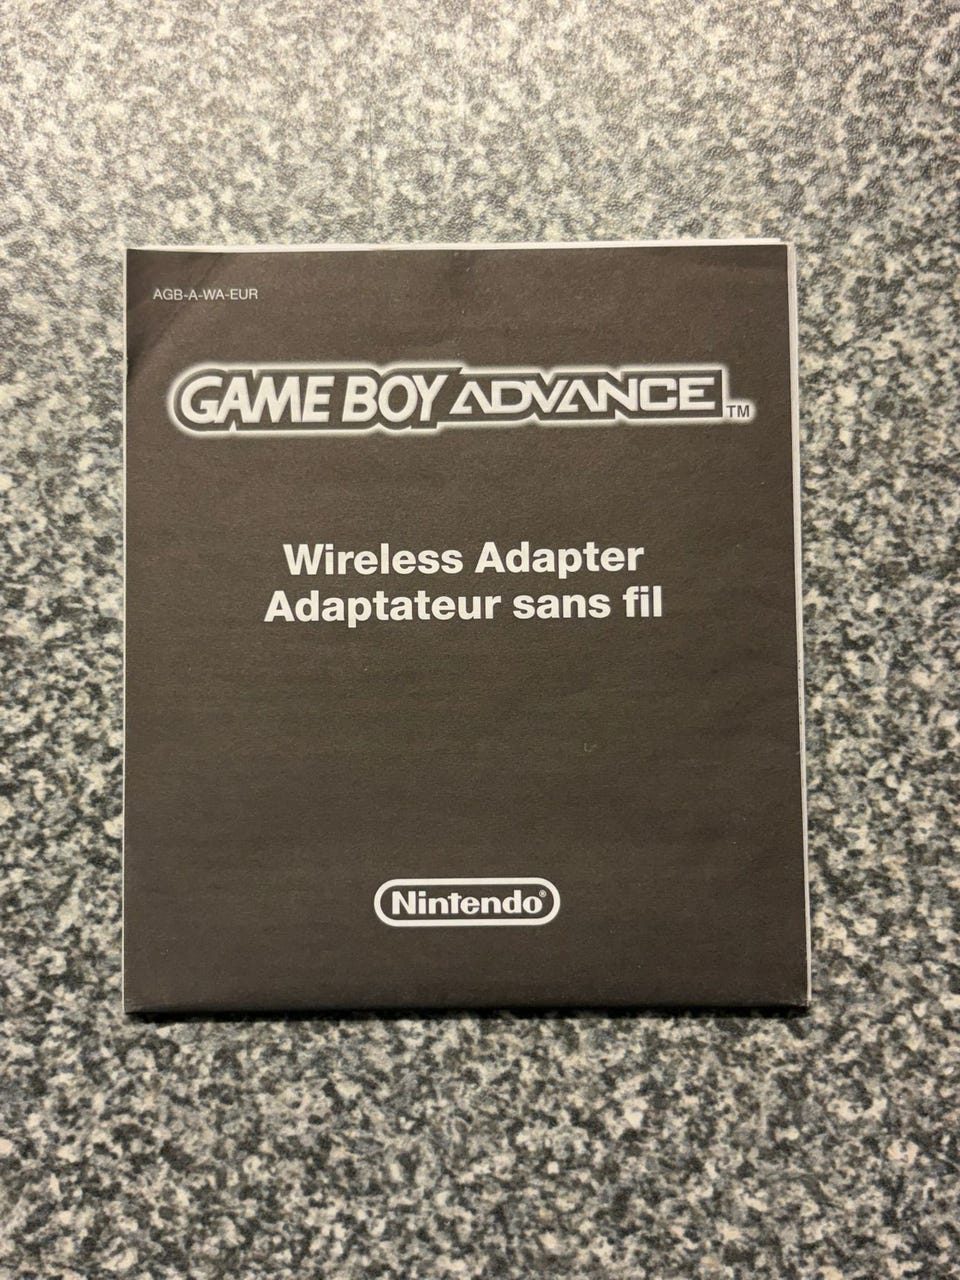 AGB-A-WA-EUR
GAME BOY ADVANCE™
Wireless Adapter
Adaptateur sans fil
Nintendo®